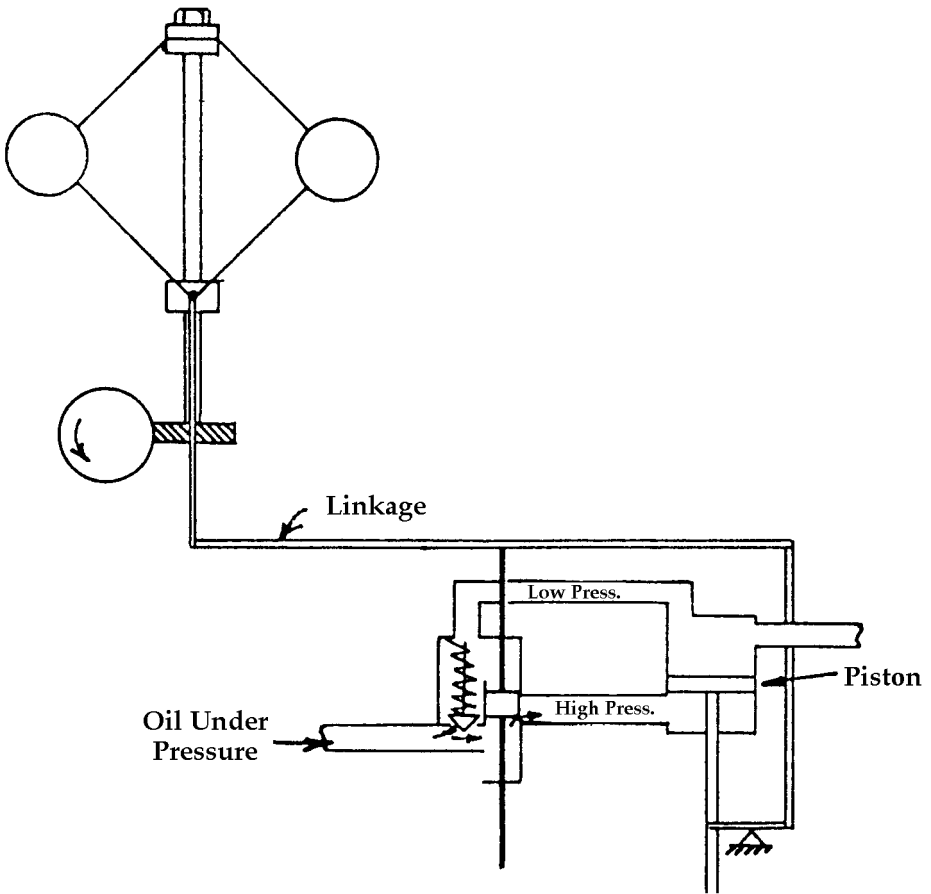 Linkage
Low Press.
Piston
High Press.
Oil Under
Pressure